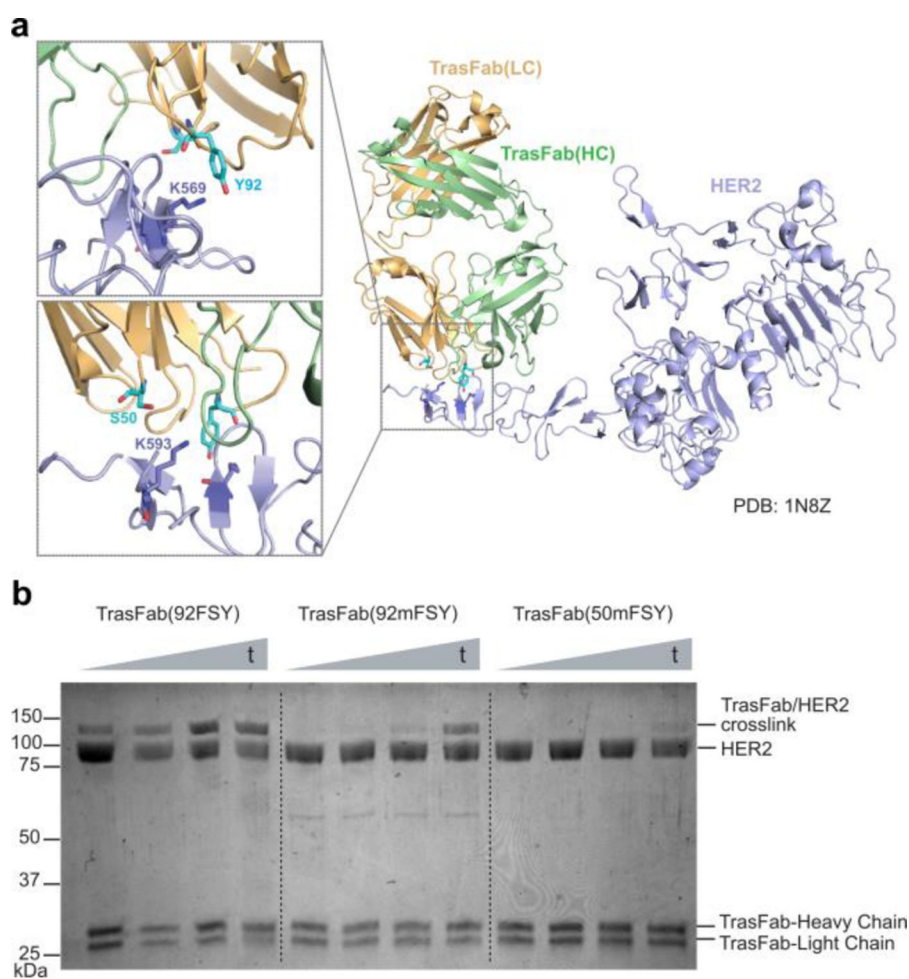 a
TrasFab(LC)
TrasFab(HC)
HER2
Y92
K569
S50
K593
PDB: 1N8Z
b
TrasFab(92FSY)
TrasFab(92mFSY)
TrasFab(50mFSY)
t
t
t
150
100
75
50
37
25
kDa
TrasFab/HER2
crosslink
HER2
TrasFab-Heavy Chain
TrasFab-Light Chain